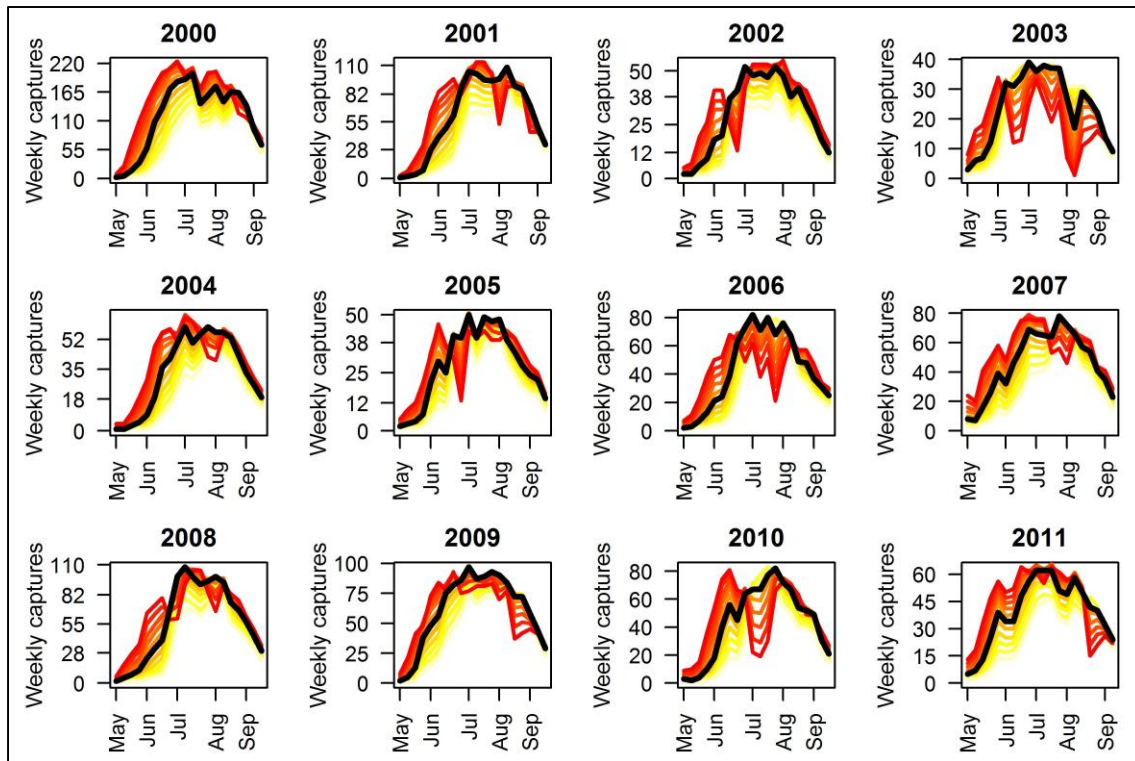 2000
Weekly captures
220
165
110
55
0
May
Jun
Jul
Aug
Sep
2001
Weekly captures
110
82
55
28
0
May
Jun
Jul
Aug
Sep
2002
Weekly captures
50
38
25
12
0
May
Jun
Jul
Aug
Sep
2003
Weekly captures
40
30
20
10
0
May
Jun
Jul
Aug
Sep
2004
Weekly captures
52
35
18
0
May
Jun
Jul
Aug
Sep
2005
Weekly captures
50
38
25
12
0
May
Jun
Jul
Aug
Sep
2006
Weekly captures
80
60
40
20
0
May
Jun
Jul
Aug
Sep
2007
Weekly captures
80
60
40
20
0
May
Jun
Jul
Aug
Sep
2008
Weekly captures
110
82
55
28
0
May
Jun
Jul
Aug
Sep
2009
Weekly captures
100
75
50
25
0
May
Jun
Jul
Aug
Sep
2010
Weekly captures
80
60
40
20
0
May
Jun
Jul
Aug
Sep
2011
Weekly captures
60
45
30
15
0
May
Jun
Jul
Aug
Sep